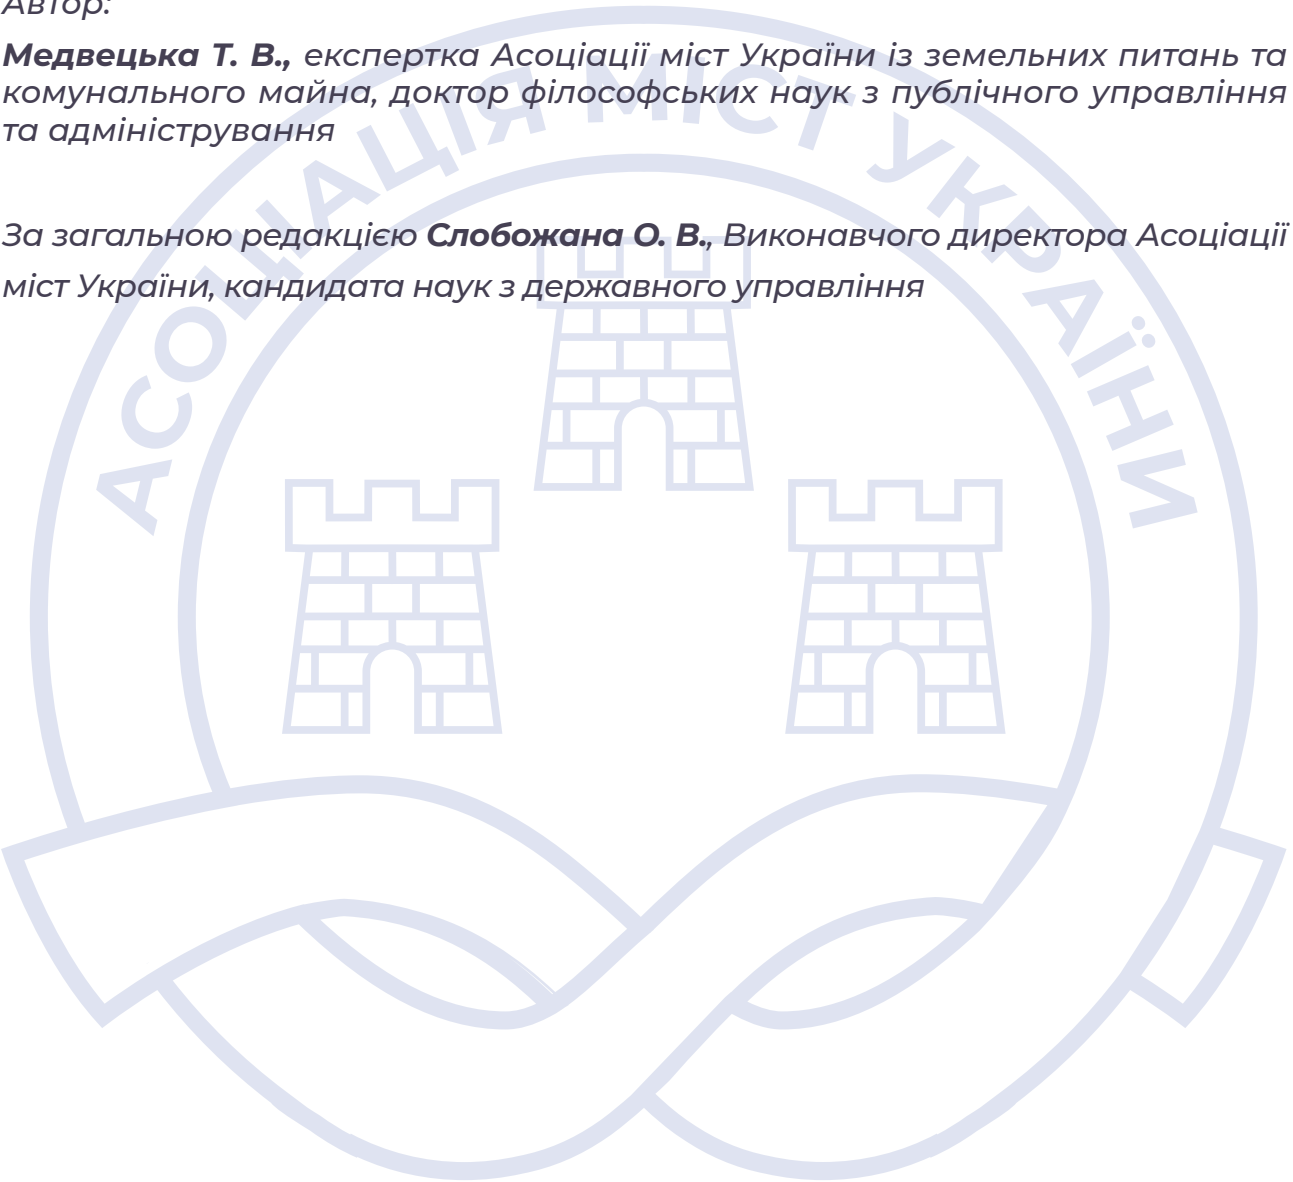 Автор:
Медвецька Т. В., експертка Асоціації міст України із земельних питань та
комунального майна, доктор філософських наук з публічного управління
та адміністрування
За загальною редакцією Слобожана О. В., Виконавчого директора Асоціації
міст України, кандидата наук з державного управління
АСОЦІАЦІЯ МІСТ УКРАЇНИ